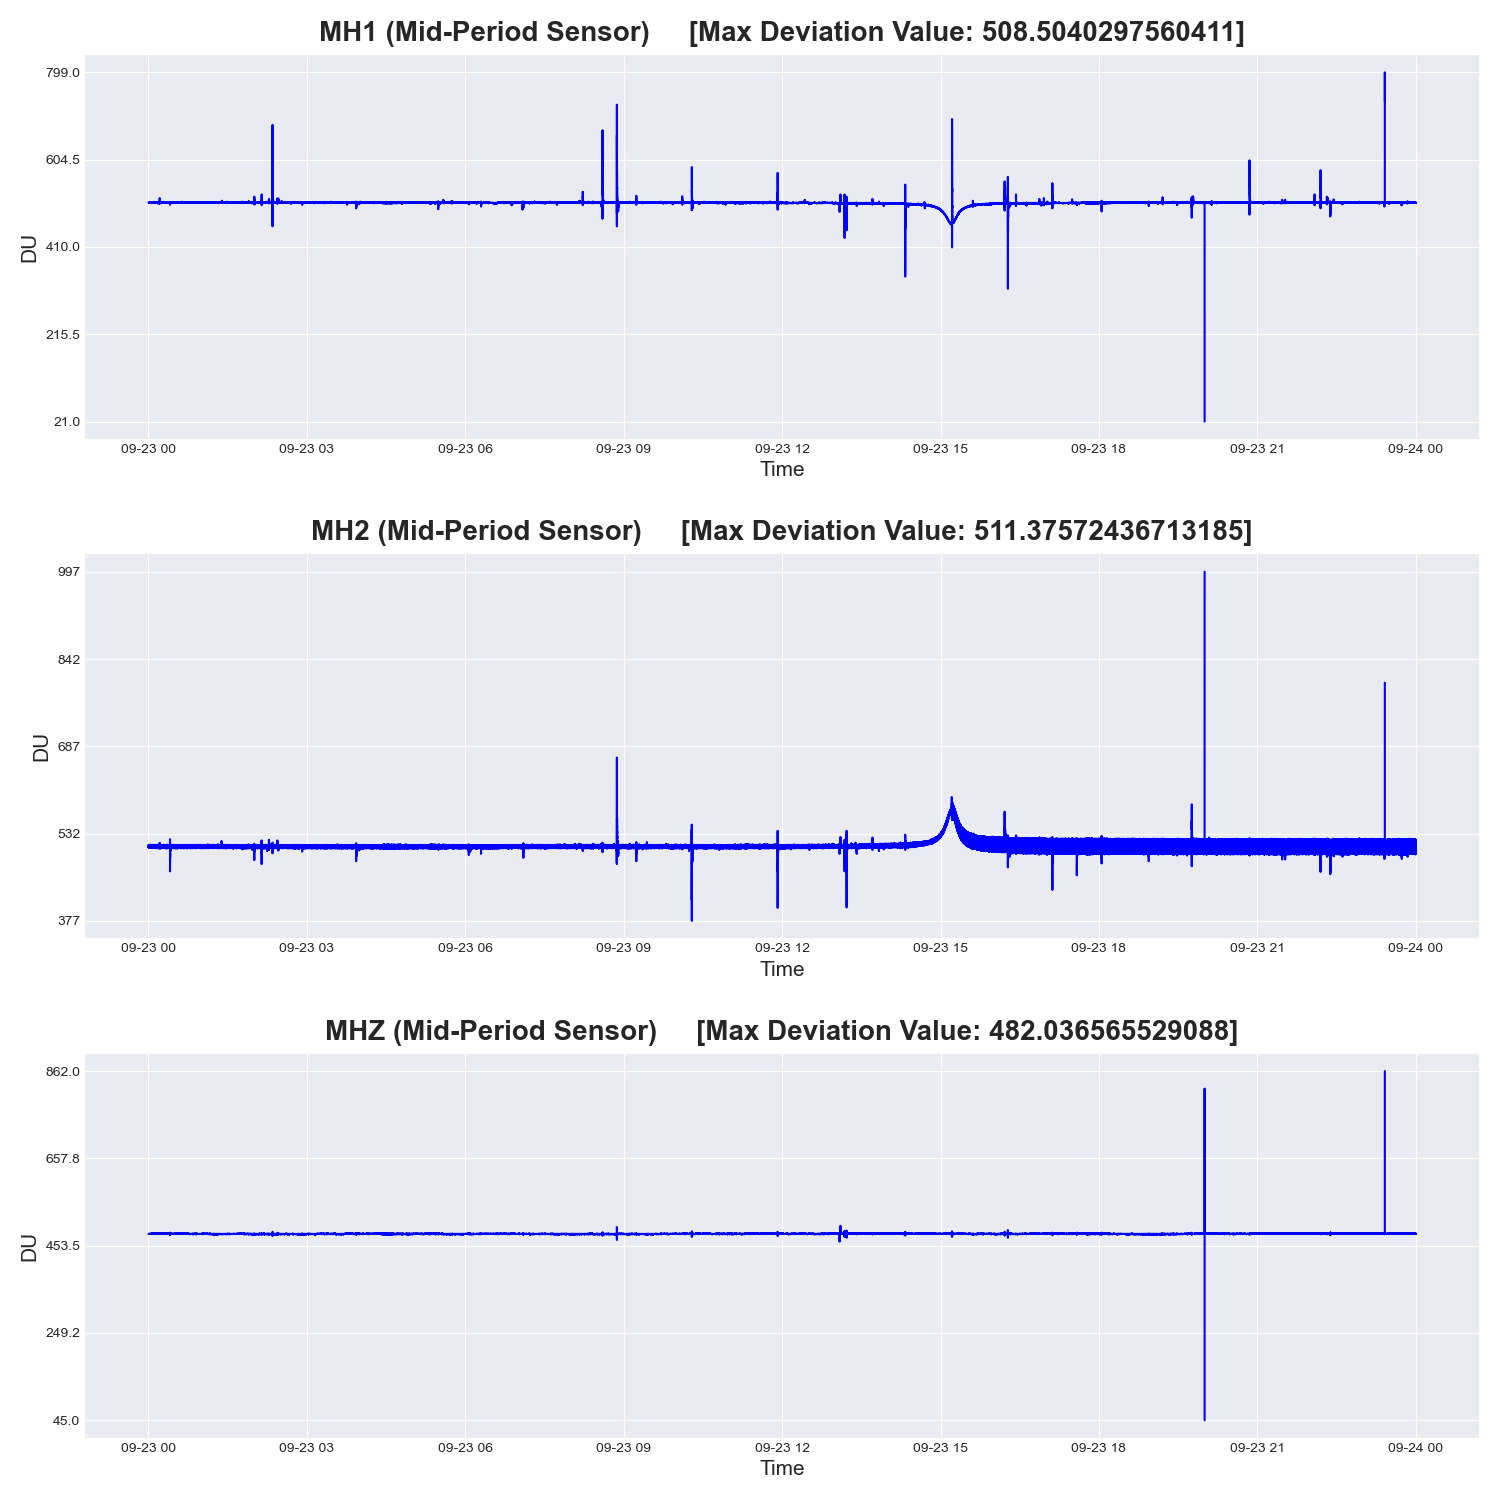 MH1 (Mid-Period Sensor) [Max Deviation Value: 508.5040297560411]
799.0
604.5
410.0
215.5
21.0
DU
09-23 00 09-23 03 09-23 06 09-23 09 09-23 12 09-23 15 09-23 18 09-23 21 09-24 00
Time
MH2 (Mid-Period Sensor) [Max Deviation Value: 511.37572436713185]
997
842
687
532
377
DU
09-23 00 09-23 03 09-23 06 09-23 09 09-23 12 09-23 15 09-23 18 09-23 21 09-24 00
Time
MHZ (Mid-Period Sensor) [Max Deviation Value: 482.036565529088]
862.0
657.8
453.5
249.2
45.0
DU
09-23 00 09-23 03 09-23 06 09-23 09 09-23 12 09-23 15 09-23 18 09-23 21 09-24 00
Time